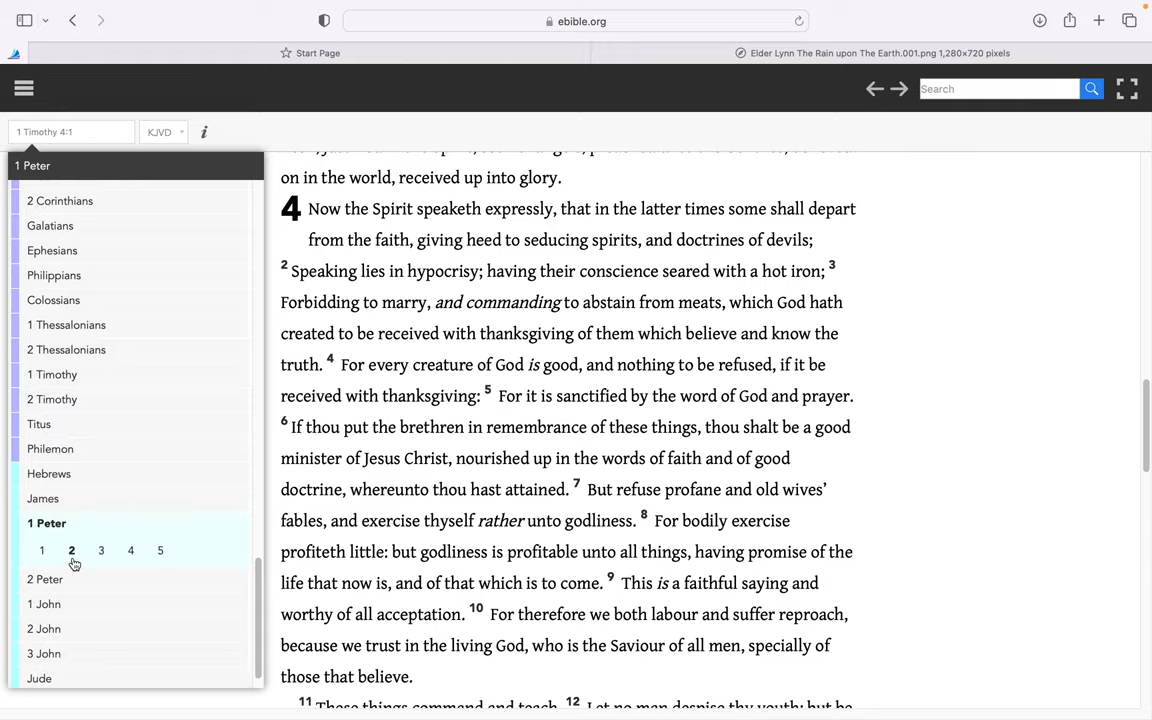 ebible.org
Start Page
Elder Lynn The Rain upon The Earth.001.png 1,280×720 pixels
Search
1 Timothy 4:1
KJVD
i
1 Peter
2 Corinthians
Galatians
Ephesians
Philippians
Colossians
1 Thessalonians
2 Thessalonians
1 Timothy
2 Timothy
Titus
Philemon
Hebrews
James
1 Peter
1 2 3 4 5
2 Peter
1 John
2 John
3 John
Jude
on in the world, received up into glory.
4 Now the Spirit speaketh expressly, that in the latter times some shall depart
from the faith, giving heed to seducing spirits, and doctrines of devils;
2 Speaking lies in hypocrisy; having their conscience seared with a hot iron; 3
Forbidding to marry, and commanding to abstain from meats, which God hath
created to be received with thanksgiving of them which believe and know the
truth. 4 For every creature of God is good, and nothing to be refused, if it be
received with thanksgiving: 5 For it is sanctified by the word of God and prayer.
6 If thou put the brethren in remembrance of these things, thou shalt be a good
minister of Jesus Christ, nourished up in the words of faith and of good
doctrine, whereunto thou hast attained. 7 But refuse profane and old wives’
fables, and exercise thyself rather unto godliness. 8 For bodily exercise
profiteth little: but godliness is profitable unto all things, having promise of the
life that now is, and of that which is to come. 9 This is a faithful saying and
worthy of all acceptation. 10 For therefore we both labour and suffer reproach,
because we trust in the living God, who is the Saviour of all men, specially of
those that believe.
11 These things command and teach. 12 Let no man despise thy youth; but be